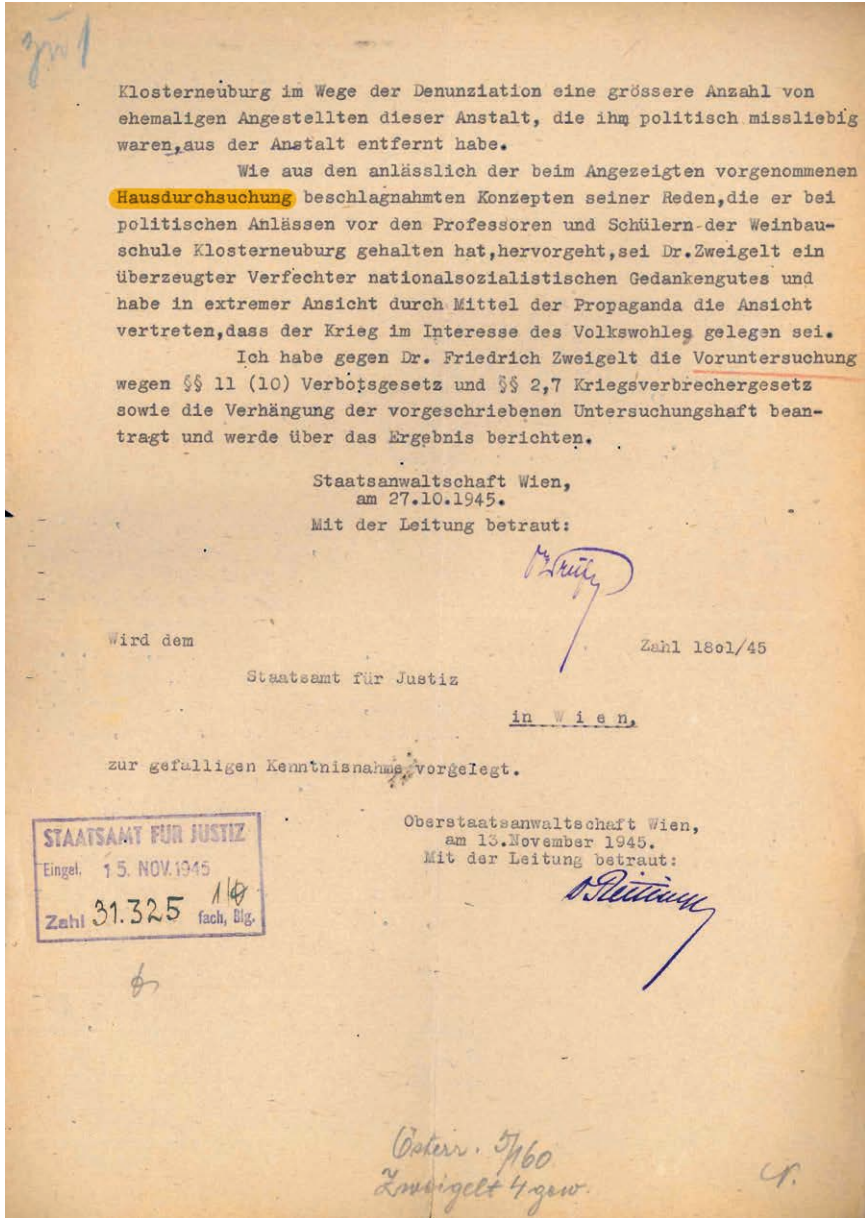 zu 1
Klosterneuburg im Wege der Denunziation eine grössere Anzahl von
ehemaligen Angestellten dieser Anstalt, die ihm politisch missliebig
waren,aus der Anstalt entfernt habe.
Wie aus den anlässlich der beim Angezeigten vorgenommenen
Hausdurchsuchung beschlagnahmten Konzepten seiner Reden,die er bei
politischen Anlässen vor den Professoren und Schülern der Weinbau-
schule Klosterneuburg gehalten hat,hervorgeht,sei Dr.Zweigelt ein
überzeugter Verfechter nationalsozialistischen Gedankengutes und
habe in extremer Ansicht durch Mittel der Propaganda die Ansicht
vertreten,dass der Krieg im Interesse des Volkswohles gelegen sei.
Ich habe gegen Dr. Friedrich Zweigelt die Voruntersuchung
wegen §§ 11 (10) Verbotsgesetz und §§ 2,7 Kriegsverbrechergesetz
sowie die Verhängung der vorgeschriebenen Untersuchungshaft bean-
tragt und werde über das Ergebnis berichten.
Staatsanwaltschaft Wien,
am 27.10.1945.
Mit der Leitung betraut:
Wird dem
Zahl 18o1/45
Staatsamt für Justiz
in Wien,
zur gefälligen Kenntnisnahme vorgelegt.
Oberstaatsanwaltschaft Wien,
am 13.November 1945.
Mit der Leitung betraut:
STAATSAMT FÜR JUSTIZ
Eingel. 15. NOV. 1945
Zahl 31.325 fach, Blg.
Österr. 5/160
Zweigelt 4 gew.